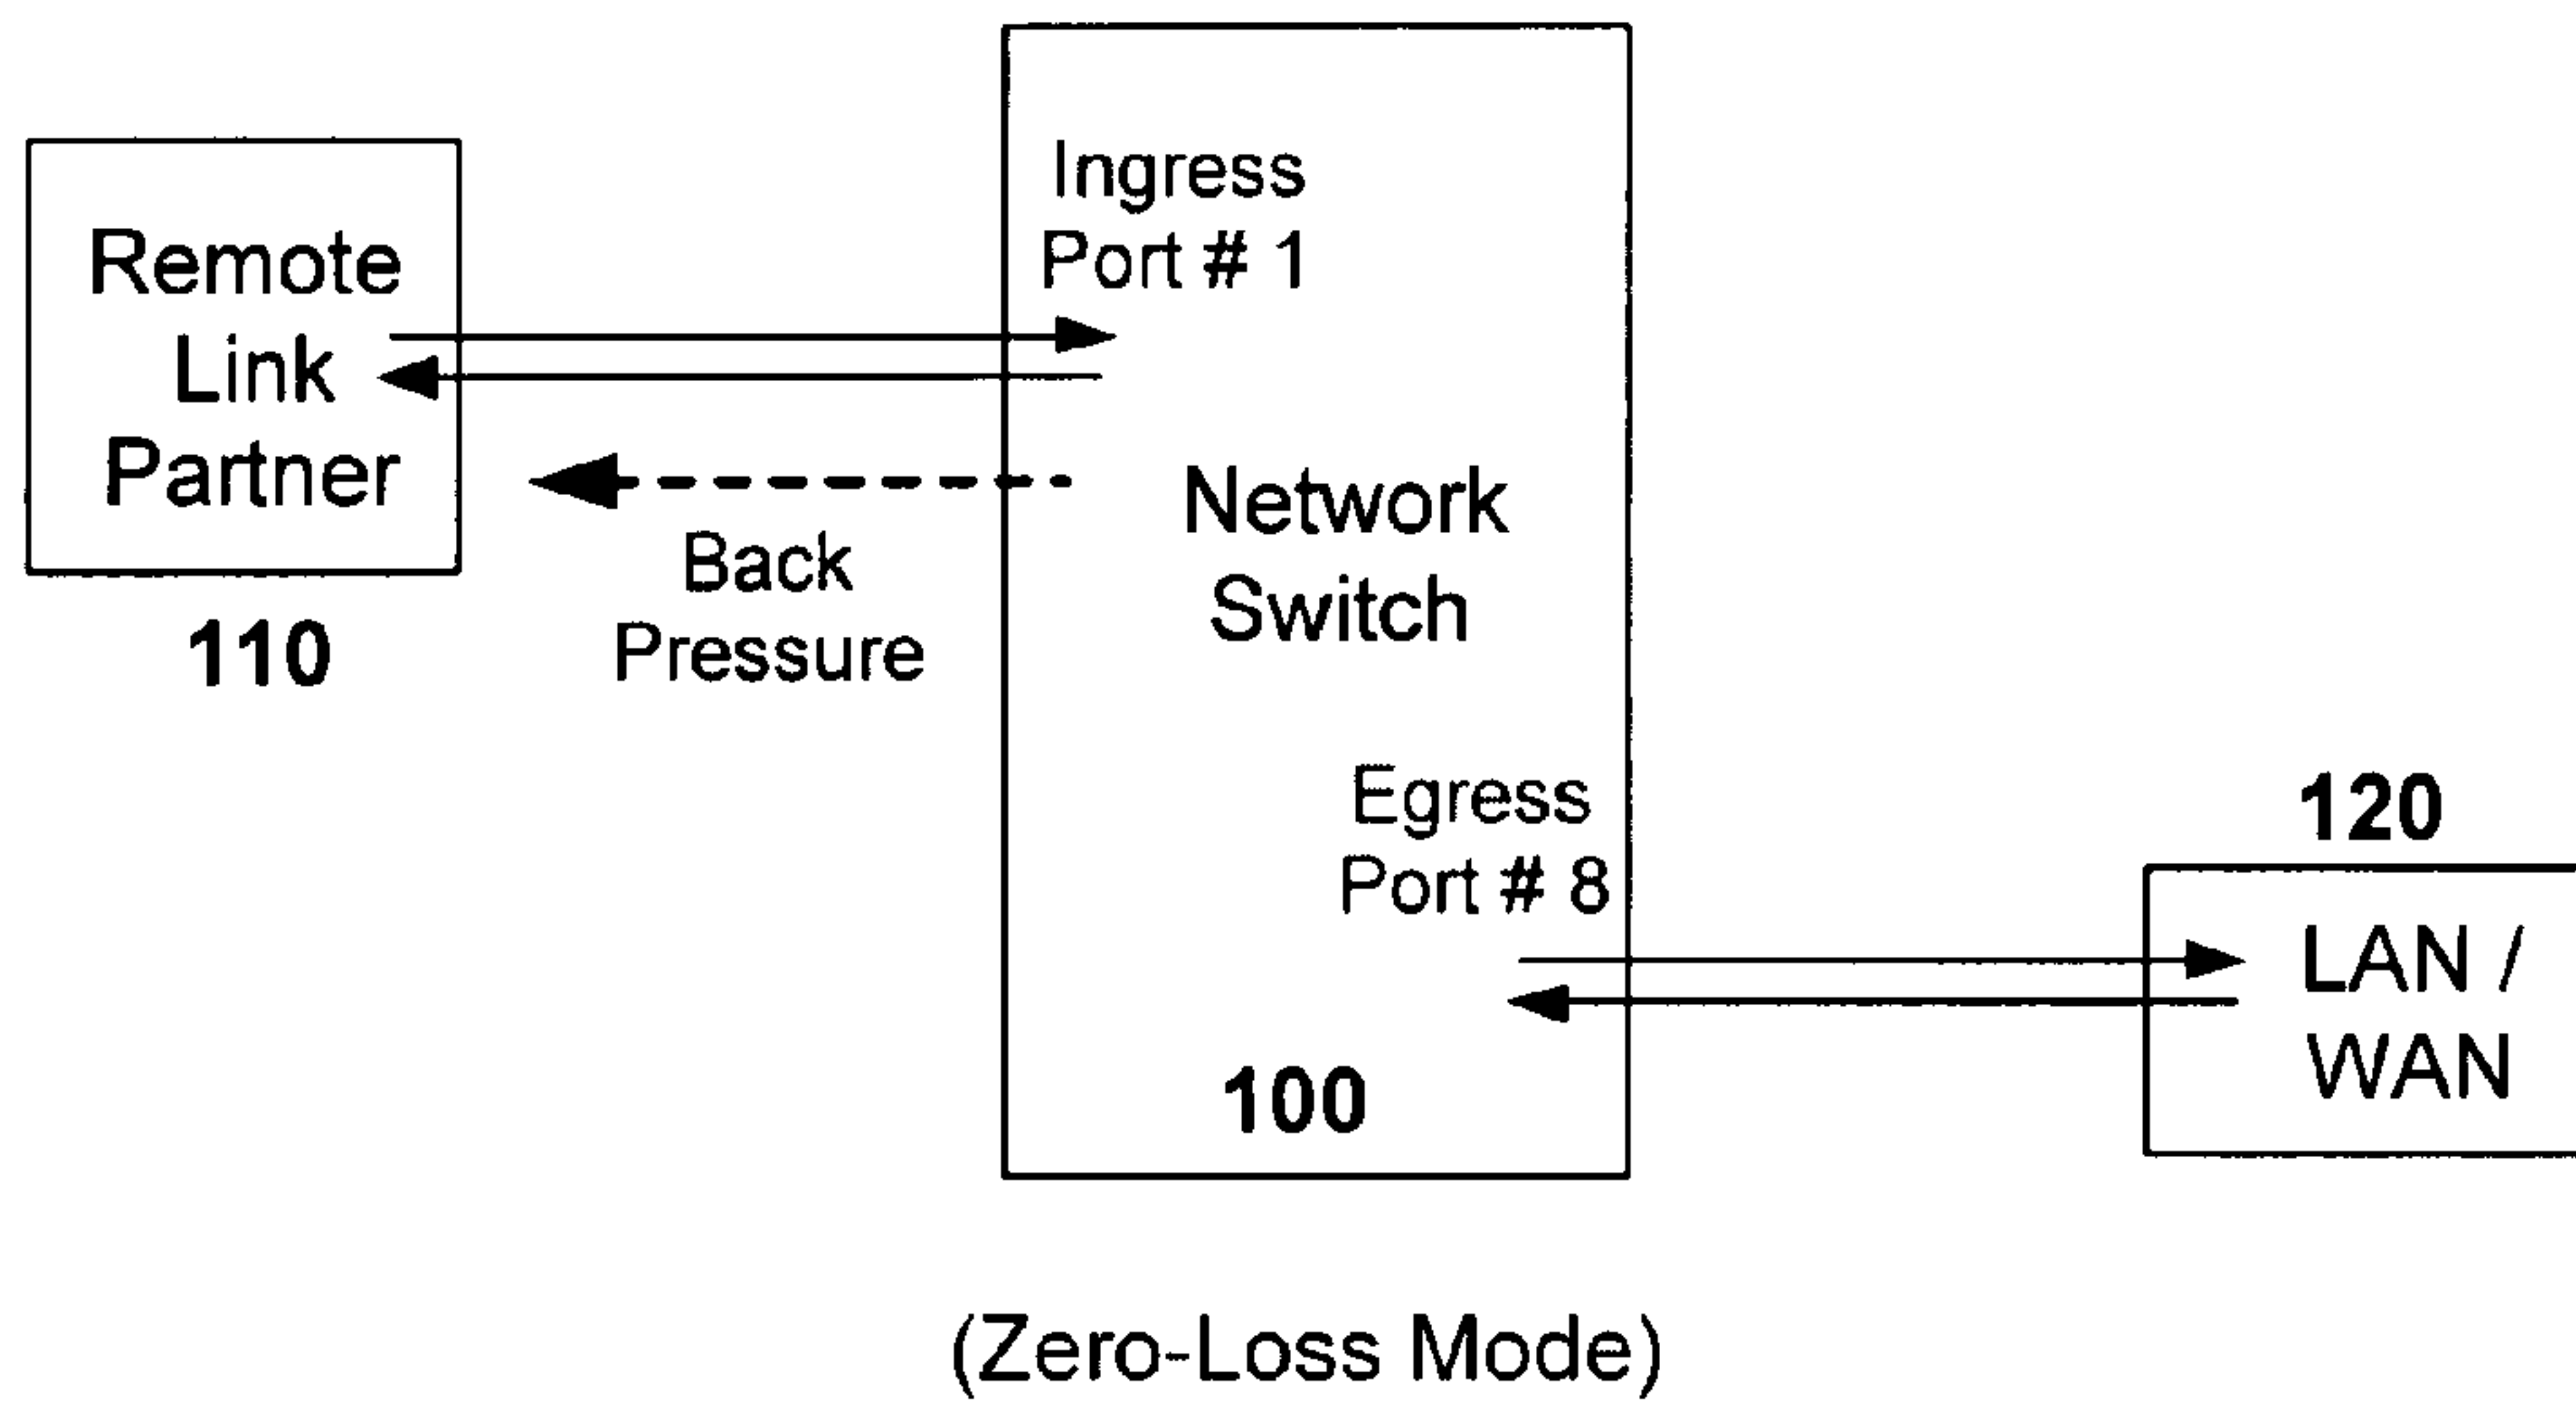 Remote
Link
Partner
110
Ingress
Port # 1
Back
Pressure
Network
Switch
Egress
Port # 8
100
120
LAN /
WAN
(Zero-Loss Mode)